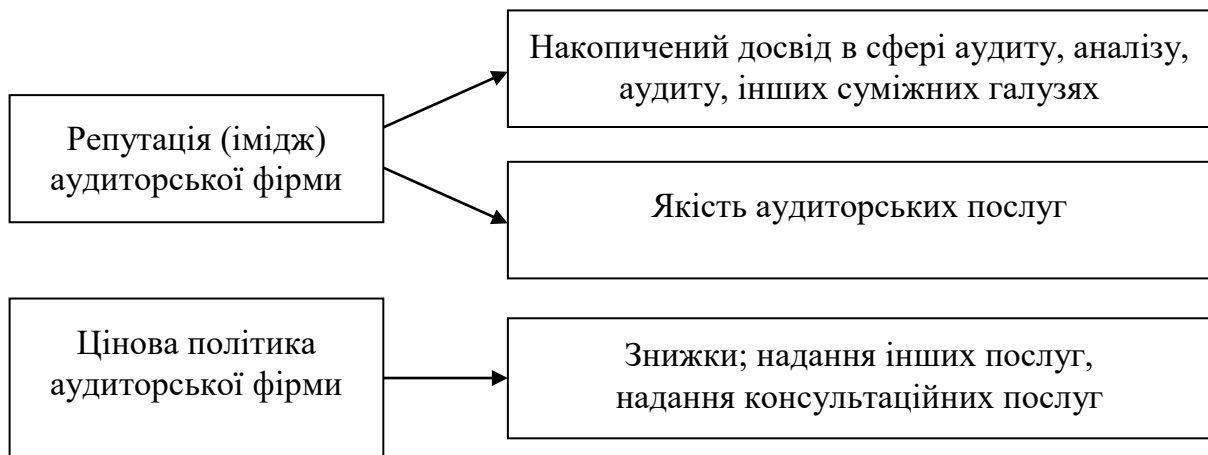 Накопичений досвід в сфері аудиту, аналізу,
аудиту, інших суміжних галузях
Репутація (імідж)
аудиторської фірми
Якість аудиторських послуг
Цінова політика
аудиторської фірми
Знижки; надання інших послуг,
надання консультаційних послуг